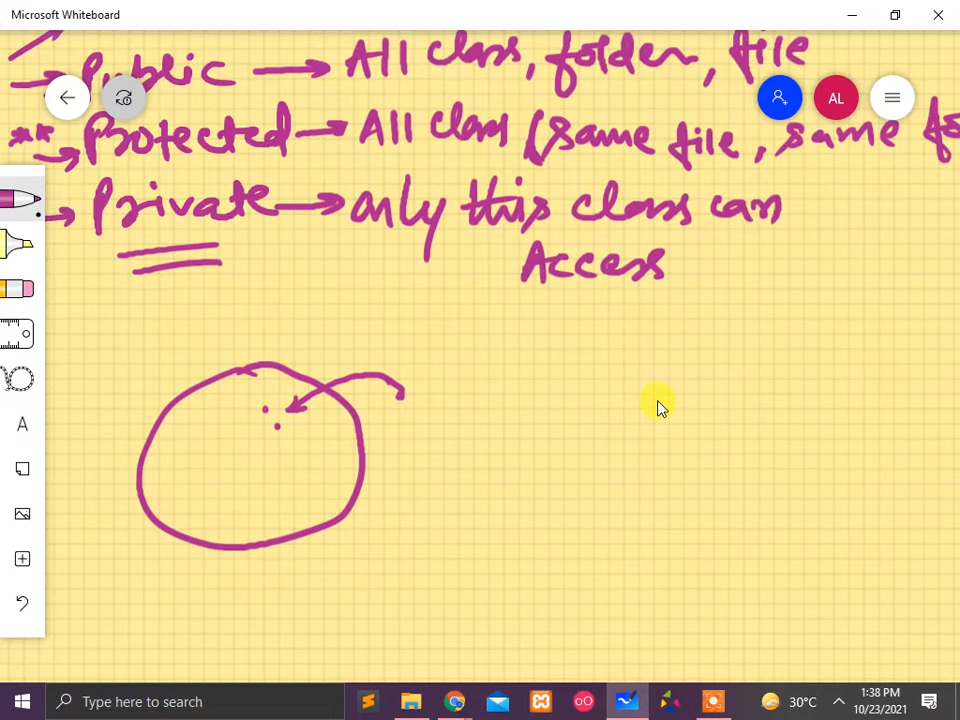 Microsoft Whiteboard
→ Public → All class, folder, file
** → Protected → All class (same file, same fo
→ Private → only this class can
Access
AL
A
Type here to search
30°C
1:38 PM
10/23/2021